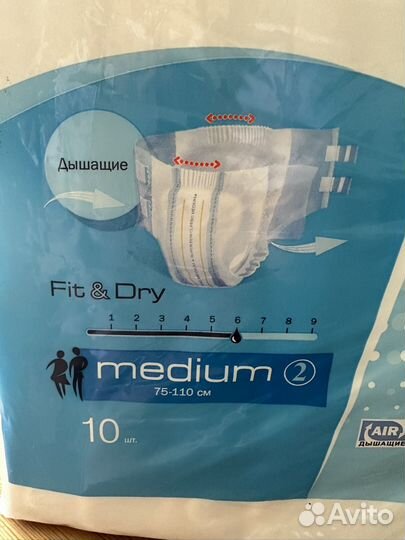 Дышащие
Fit & Dry
1 2 3 4 5 6 7 8 9
medium 2
75-110 см
10 шт.
AIR
ДЫШАЩИЕ
Avito